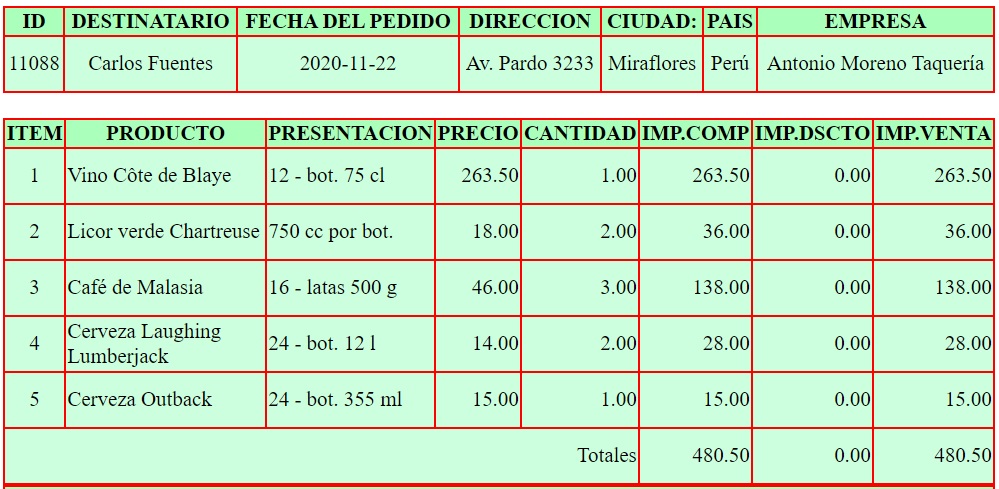 ID DESTINATARIO FECHA DEL PEDIDO DIRECCION CIUDAD: PAIS EMPRESA
11088 Carlos Fuentes 2020-11-22 Av. Pardo 3233 Miraflores Perú Antonio Moreno Taquería
ITEM PRODUCTO PRESENTACION PRECIO CANTIDAD IMP.COMP IMP.DSCTO IMP.VENTA
1 Vino Côte de Blaye 12 - bot. 75 cl 263.50 1.00 263.50 0.00 263.50
2 Licor verde Chartreuse 750 cc por bot. 18.00 2.00 36.00 0.00 36.00
3 Café de Malasia 16 - latas 500 g 46.00 3.00 138.00 0.00 138.00
4 Cerveza Laughing Lumberjack 24 - bot. 12 l 14.00 2.00 28.00 0.00 28.00
5 Cerveza Outback 24 - bot. 355 ml 15.00 1.00 15.00 0.00 15.00
Totales 480.50 0.00 480.50